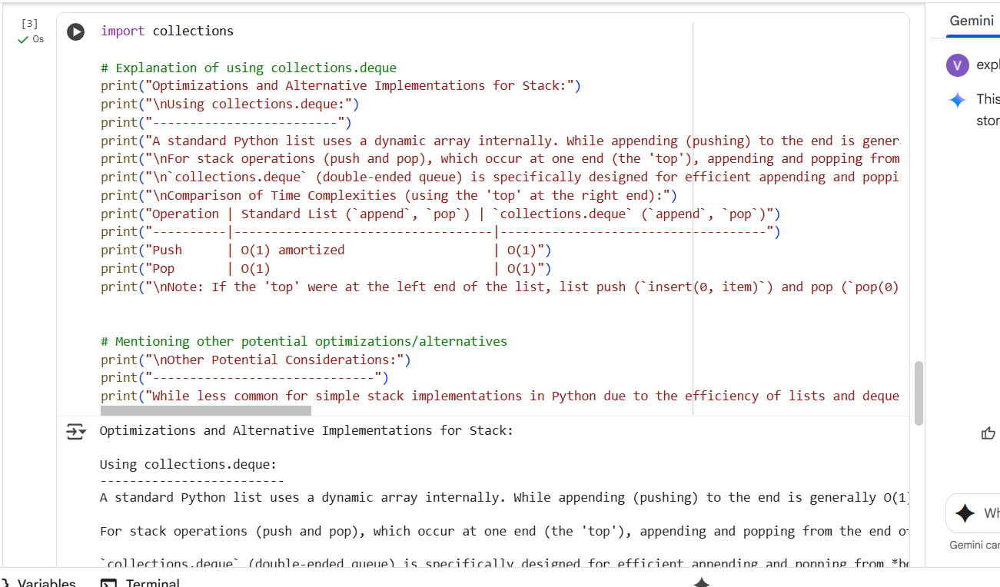 [3]
0s
import collections
# Explanation of using collections.deque
print("Optimizations and Alternative Implementations for Stack:")
print("\nUsing collections.deque:")
print("-------------------------")
print("A standard Python list uses a dynamic array internally. While appending (pushing) to the end is gener
print("\nFor stack operations (push and pop), which occur at one end (the 'top'), appending and popping from
print("\n`collections.deque` (double-ended queue) is specifically designed for efficient appending and poppi
print("\nComparison of Time Complexities (using the 'top' at the right end):")
print("Operation | Standard List (`append`, `pop`) | `collections.deque` (`append`, `pop`)")
print("----------|-----------------------------------|------------------------------------")
print("Push      | O(1) amortized                    | O(1)")
print("Pop       | O(1)                              | O(1)")
print("\nNote: If the 'top' were at the left end of the list, list push (`insert(0, item)`) and pop (`pop(0)
# Mentioning other potential optimizations/alternatives
print("\nOther Potential Considerations:")
print("------------------------------")
print("While less common for simple stack implementations in Python due to the efficiency of lists and deque
Optimizations and Alternative Implementations for Stack:
Using collections.deque:
-------------------------
A standard Python list uses a dynamic array internally. While appending (pushing) to the end is generally O(1)
For stack operations (push and pop), which occur at one end (the 'top'), appending and popping from the end
`collections.deque` (double-ended queue) is specifically designed for efficient appending and popping from
Variables
Terminal
Gemini
V
expl
This
stor
Wh
Gemini can